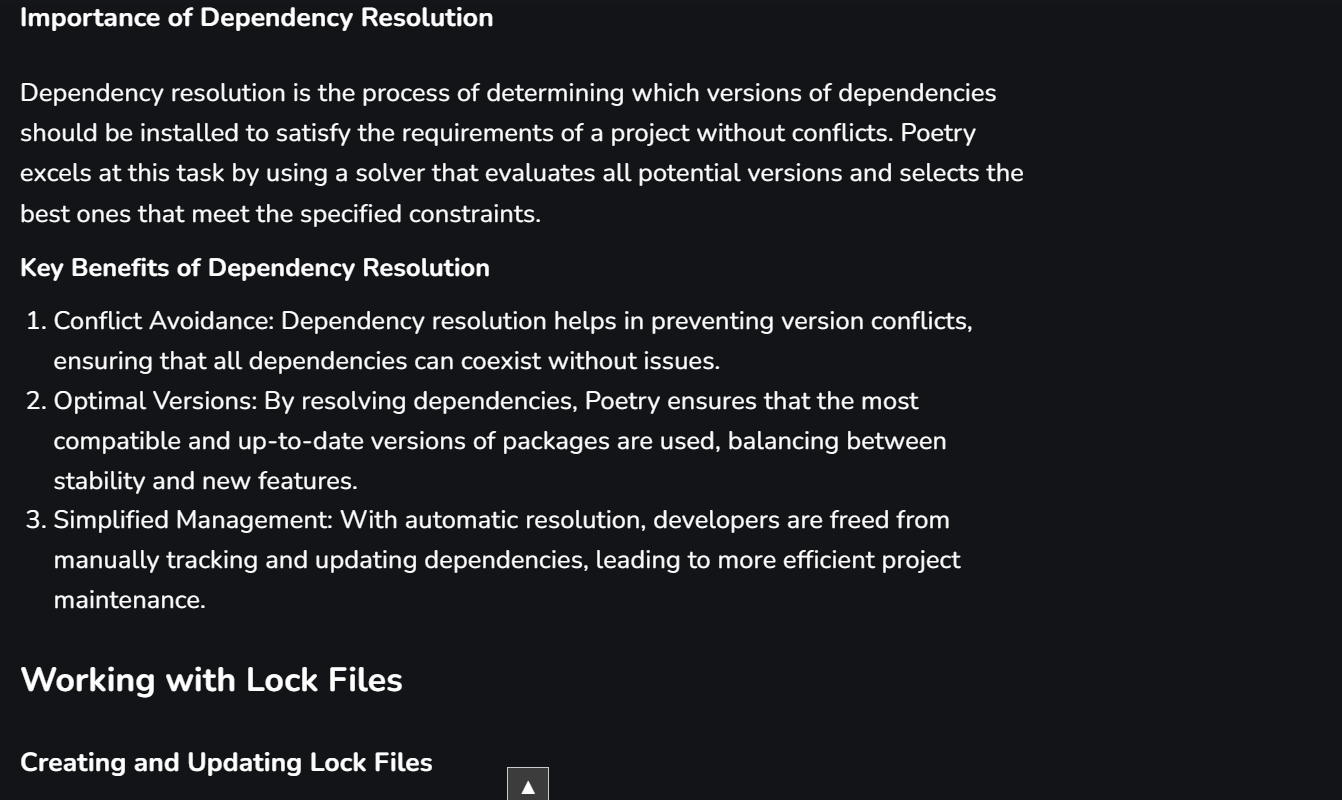 Importance of Dependency Resolution
Dependency resolution is the process of determining which versions of dependencies
should be installed to satisfy the requirements of a project without conflicts. Poetry
excels at this task by using a solver that evaluates all potential versions and selects the
best ones that meet the specified constraints.
Key Benefits of Dependency Resolution
1. Conflict Avoidance: Dependency resolution helps in preventing version conflicts,
ensuring that all dependencies can coexist without issues.
2. Optimal Versions: By resolving dependencies, Poetry ensures that the most
compatible and up-to-date versions of packages are used, balancing between
stability and new features.
3. Simplified Management: With automatic resolution, developers are freed from
manually tracking and updating dependencies, leading to more efficient project
maintenance.
Working with Lock Files
Creating and Updating Lock Files